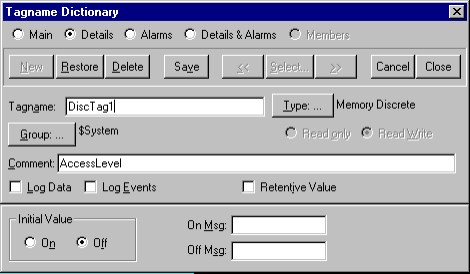 Tagname Dictionary
Main Details Alarms Details & Alarms Members
New Restore Delete Save << Select... >> Cancel Close
Tagname: DiscTag1 Type: ... Memory Discrete
Group: ... $System Read only Read Write
Comment: AccessLevel
Log Data Log Events Retentive Value
Initial Value On Msg:
On Off Off Msg: